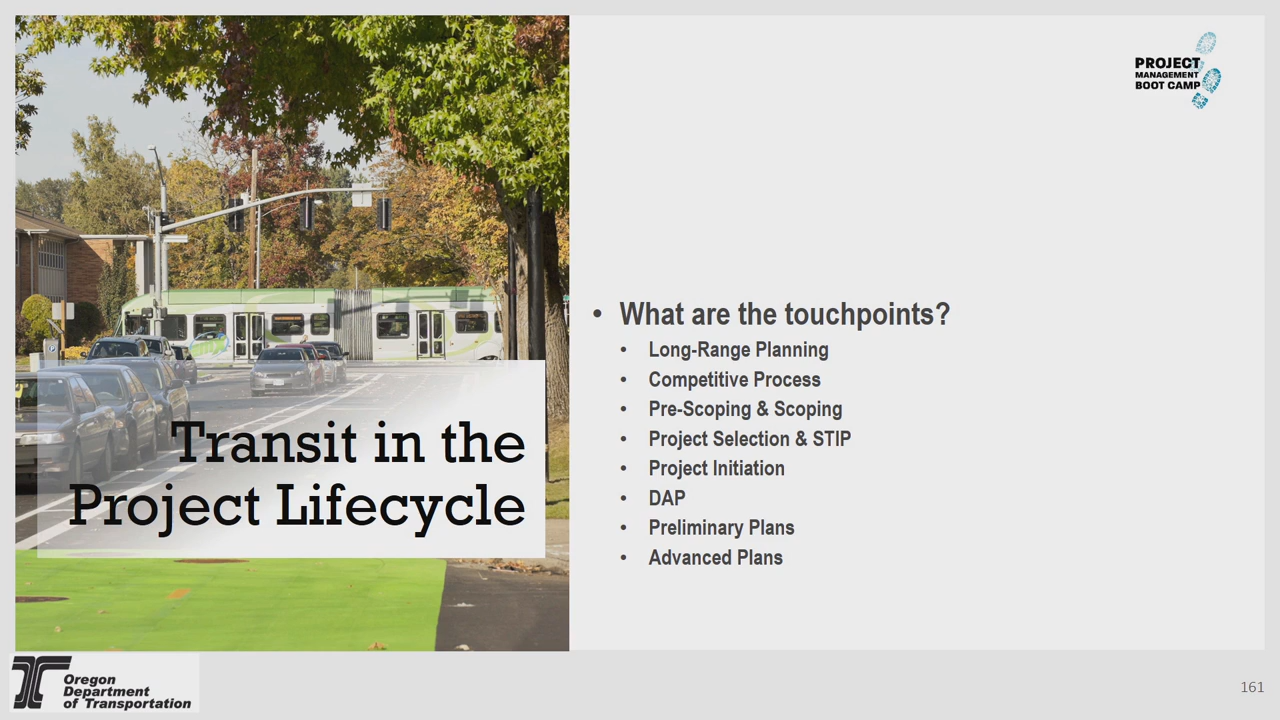 PROJECT
MANAGEMENT
BOOT CAMP
Transit in the
Project Lifecycle
• What are the touchpoints?
• Long-Range Planning
• Competitive Process
• Pre-Scoping & Scoping
• Project Selection & STIP
• Project Initiation
• DAP
• Preliminary Plans
• Advanced Plans
Oregon
Department
of Transportation
161